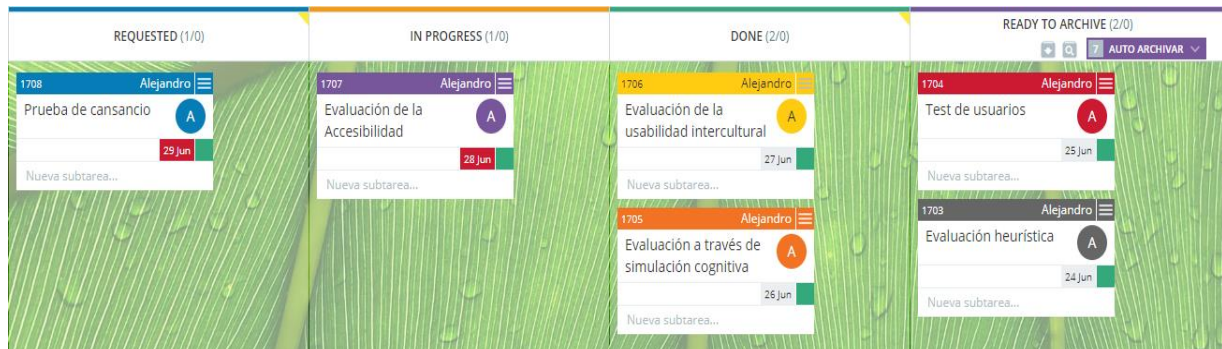 REQUESTED (1/0)
IN PROGRESS (1/0)
DONE (2/0)
READY TO ARCHIVE (2/0)
7 AUTO ARCHIVAR
1708 Alejandro
Prueba de cansancio
A
29 Jun
Nueva subtarea...
1707 Alejandro
Evaluación de la
Accesibilidad
A
28 Jun
Nueva subtarea...
1706 Alejandro
Evaluación de la
usabilidad intercultural
A
27 Jun
Nueva subtarea...
1705 Alejandro
Evaluación a través de
simulación cognitiva
A
26 Jun
Nueva subtarea...
1704 Alejandro
Test de usuarios
A
25 Jun
Nueva subtarea...
1703 Alejandro
Evaluación heurística
A
24 Jun
Nueva subtarea...